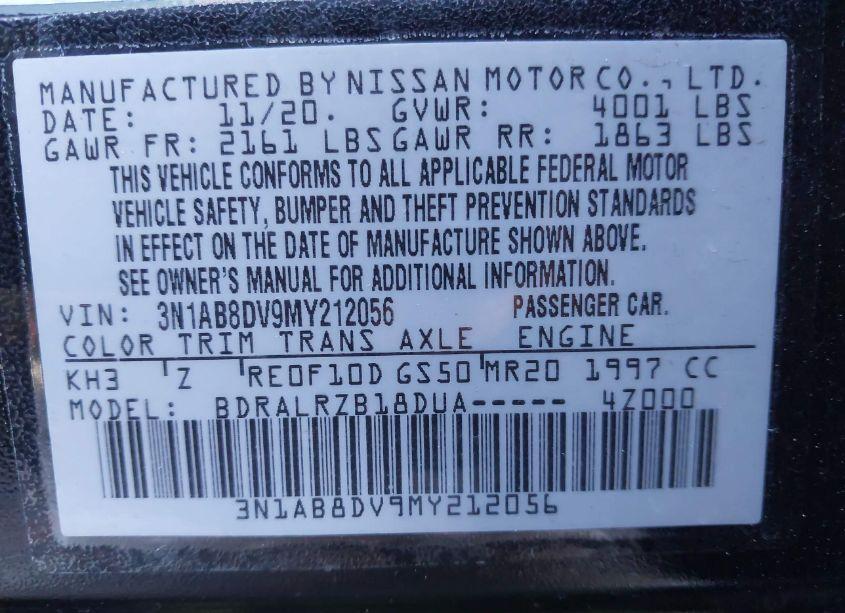 MANUFACTURED BY NISSAN MOTOR CO., LTD.
DATE: 11/20. GVWR: 4001 LBS
GAWR FR: 2161 LBS GAWR RR: 1863 LBS
THIS VEHICLE CONFORMS TO ALL APPLICABLE FEDERAL MOTOR
VEHICLE SAFETY, BUMPER AND THEFT PREVENTION STANDARDS
IN EFFECT ON THE DATE OF MANUFACTURE SHOWN ABOVE.
SEE OWNER'S MANUAL FOR ADDITIONAL INFORMATION.
VIN: 3N1AB8DV9MY212056 PASSENGER CAR.
COLOR TRIM TRANS AXLE ENGINE
KH3 Z RE0F10D GS50 MR20 1997 CC
MODEL: BDRALRZB18DUA----- 4Z000
3N1AB8DV9MY212056